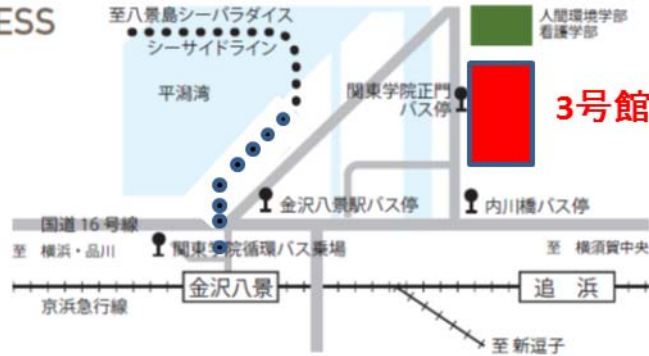 ESS
至八景島シーパラダイス
シーサイドライン
平潟湾
人間環境学部
看護学部
関東学院正門
バス停
3号館
金沢八景駅バス停
内川橋バス停
国道16号線
至 横浜・品川
関東学院循環バス乗場
至 横須賀中央
金沢八景
追 浜
京浜急行線
至 新逗子